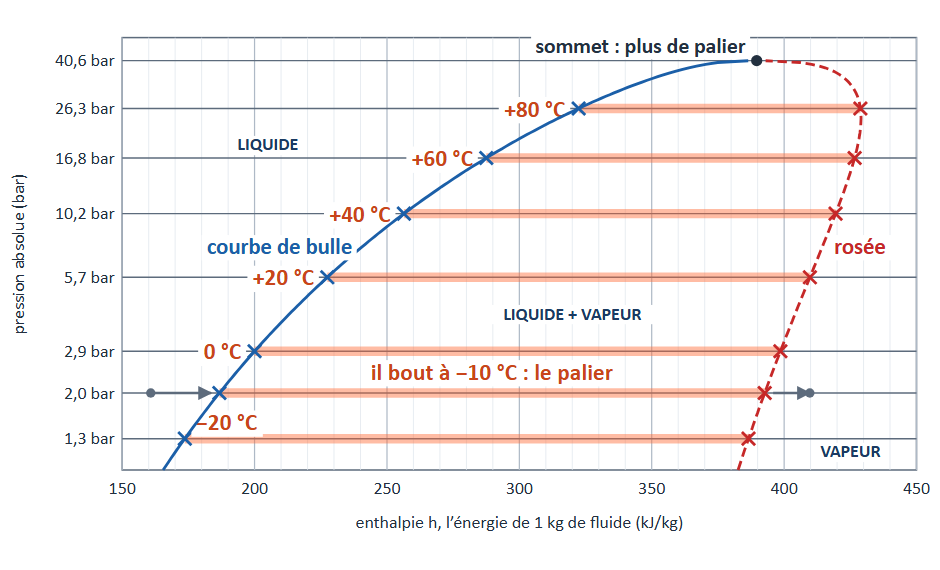 sommet : plus de palier
40,6 bar
+80 °C
26,3 bar
LIQUIDE
+60 °C
16,8 bar
+40 °C
10,2 bar
courbe de bulle
rosée
+20 °C
5,7 bar
LIQUIDE + VAPEUR
0 °C
2,9 bar
il bout à −10 °C : le palier
2,0 bar
−20 °C
1,3 bar
VAPEUR
pression absolue (bar)
150 200 250 300 350 400 450
enthalpie h, l’énergie de 1 kg de fluide (kJ/kg)